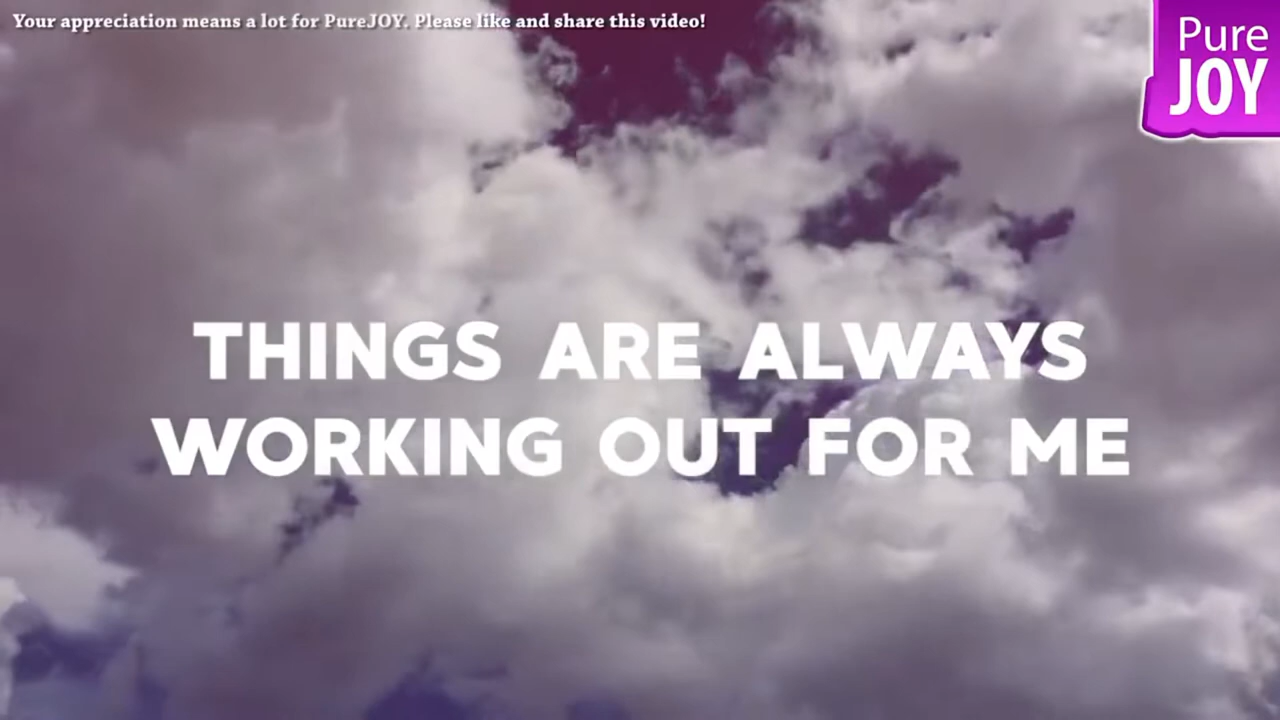 Your appreciation means a lot for PureJOY. Please like and share this video!
Pure
JOY
THINGS ARE ALWAYS
WORKING OUT FOR ME